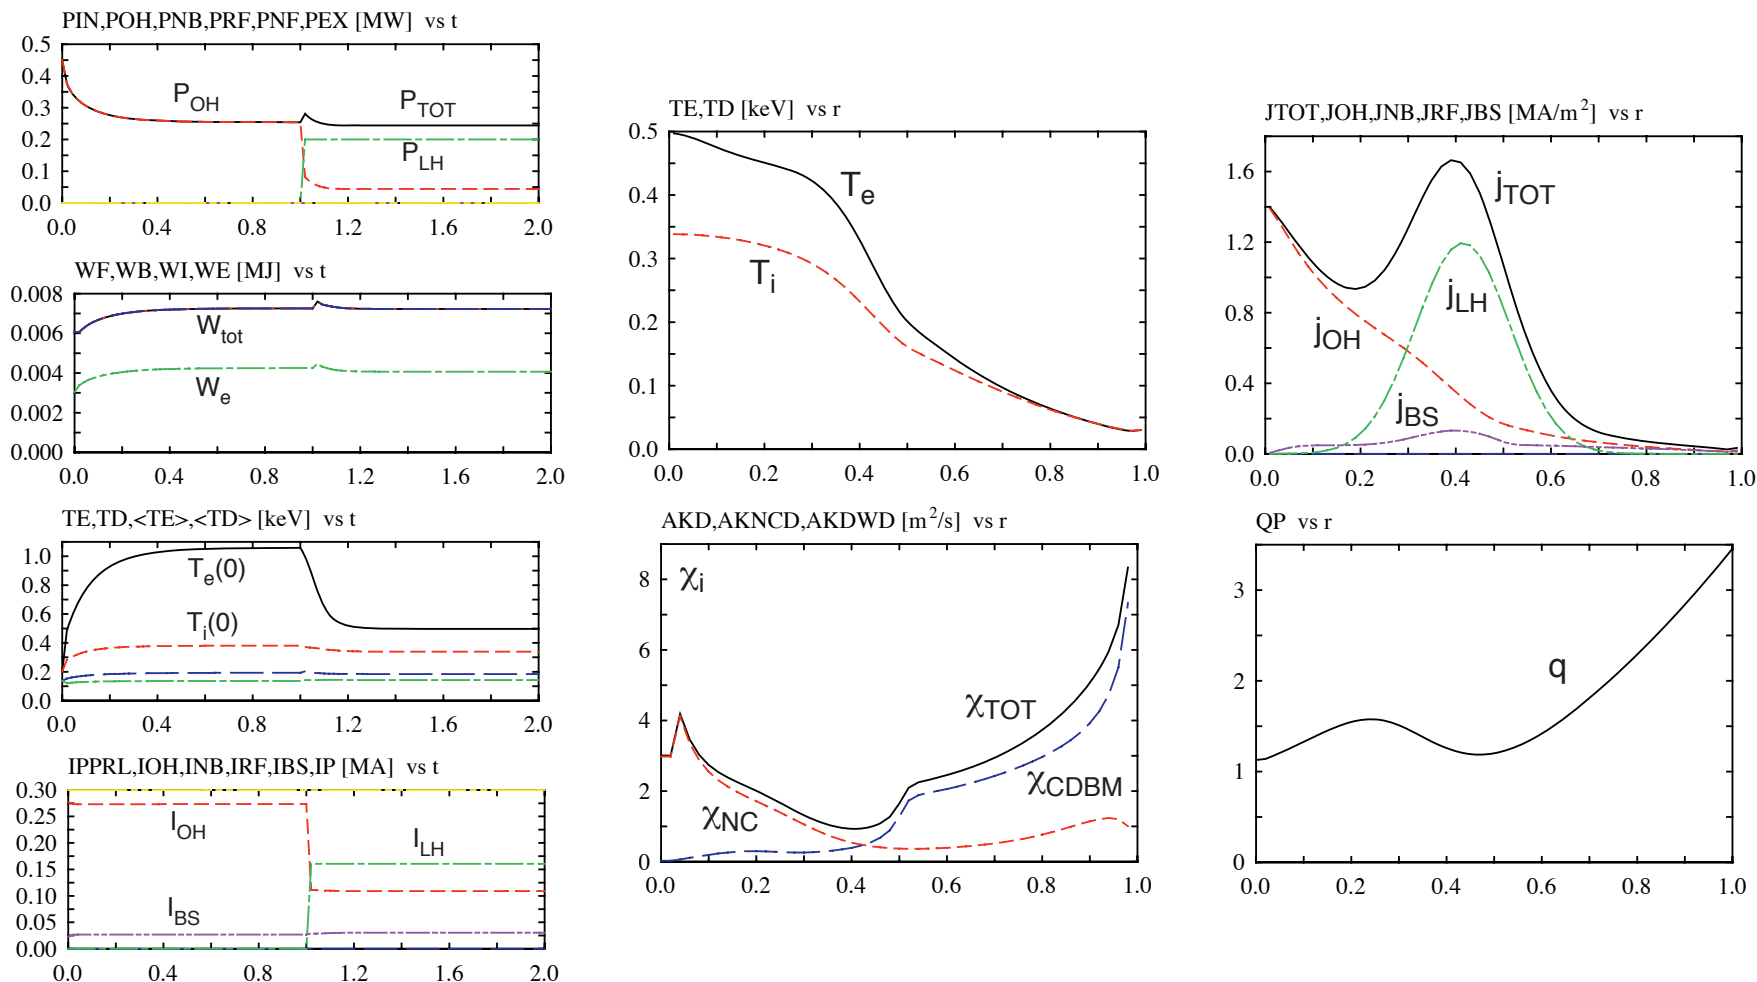 PIN,POH,PNB,PRF,PNF,PEX [MW]  vs t
0.5
0.4
0.3
0.2
0.1
0.0
P_OH
P_TOT
P_LH
0.0 0.4 0.8 1.2 1.6 2.0
WF,WB,WI,WE [MJ]  vs t
0.008
0.006
0.004
0.002
0.000
W_tot
W_e
0.0 0.4 0.8 1.2 1.6 2.0
TE,TD,<TE>,<TD> [keV]  vs t
1.0
0.8
0.6
0.4
0.2
0.0
T_e(0)
T_i(0)
0.0 0.4 0.8 1.2 1.6 2.0
IPPRL,IOH,INB,IRF,IBS,IP [MA]  vs t
0.30
0.25
0.20
0.15
0.10
0.05
0.00
I_OH
I_LH
I_BS
0.0 0.4 0.8 1.2 1.6 2.0
TE,TD [keV]  vs r
0.5
0.4
0.3
0.2
0.1
0.0
T_e
T_i
0.0 0.2 0.4 0.6 0.8 1.0
AKD,AKNCD,AKDWD [m²/s]  vs r
8
6
4
2
0
χ_i
χ_TOT
χ_CDBM
χ_NC
0.0 0.2 0.4 0.6 0.8 1.0
JTOT,JOH,JNB,JRF,JBS [MA/m²]  vs r
1.6
1.2
0.8
0.4
0.0
j_TOT
j_LH
j_OH
j_BS
0.0 0.2 0.4 0.6 0.8 1.0
QP  vs r
3
2
1
0
q
0.0 0.2 0.4 0.6 0.8 1.0